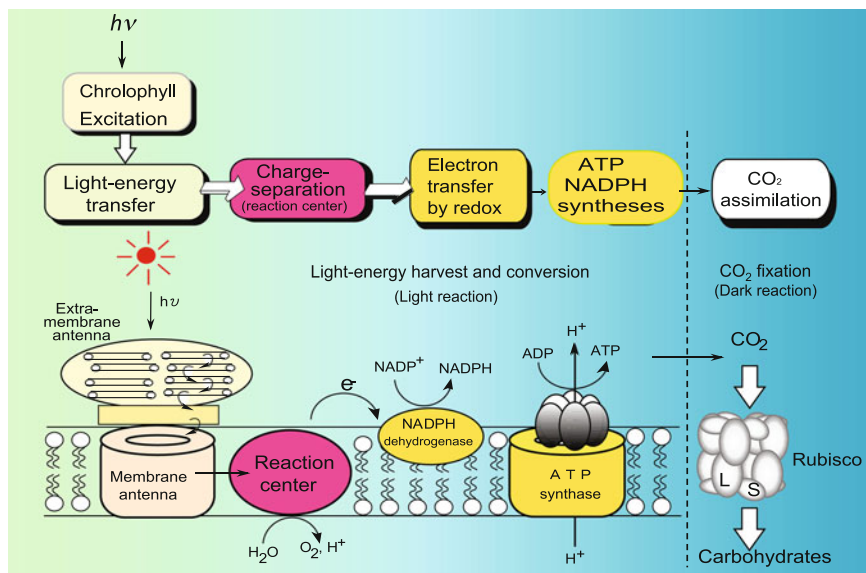 hν
Chrolophyll
Excitation
Light-energy
transfer
Charge-
separation
(reaction center)
Electron
transfer
by redox
ATP
NADPH
syntheses
CO₂
assimilation
Light-energy harvest and conversion
(Light reaction)
CO₂ fixation
(Dark reaction)
hυ
Extra-
membrane
antenna
NADP⁺
NADPH
e-
NADPH
dehydrogenase
H⁺
ADP
ATP
CO₂
Membrane
antenna
Reaction
center
A T P
synthase
L
S
Rubisco
H₂O
O₂, H⁺
H⁺
Carbohydrates